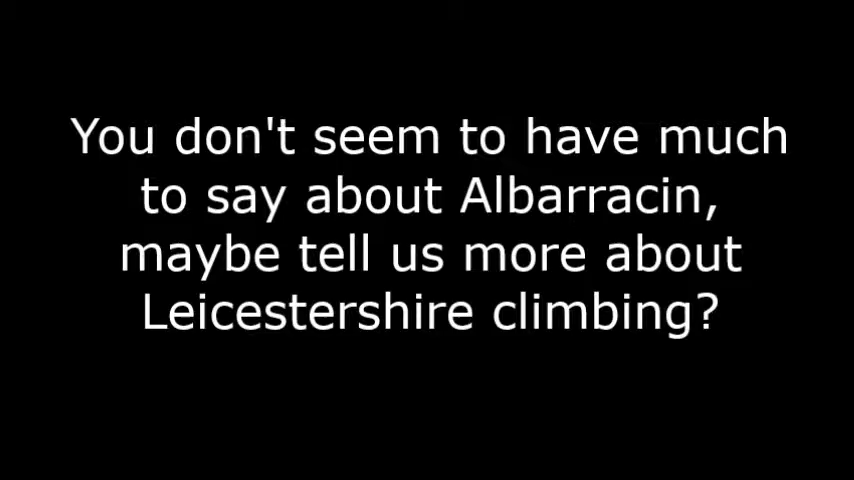 You don't seem to have much
to say about Albarracin,
maybe tell us more about
Leicestershire climbing?